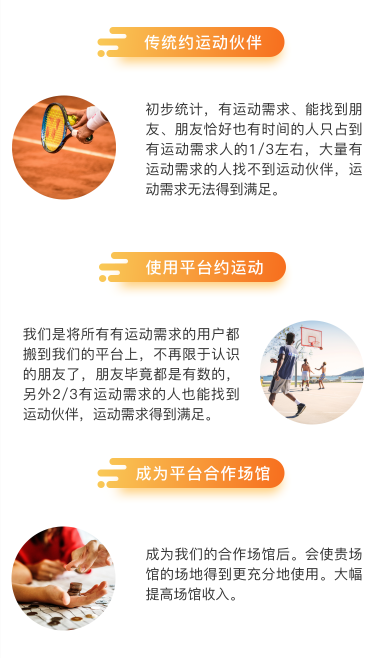 传统约运动伙伴
初步统计，有运动需求、能找到朋
友、朋友恰好也有时间的人只占到
有运动需求人的1/3左右，大量有
运动需求的人找不到运动伙伴，运
动需求无法得到满足。
使用平台约运动
我们是将所有有运动需求的用户都
搬到我们的平台上，不再限于认识
的朋友了，朋友毕竟都是有数的，
另外2/3有运动需求的人也能找到
运动伙伴，运动需求得到满足。
成为平台合作场馆
成为我们的合作场馆后。会使贵场
馆的场地得到更充分地使用。大幅
提高场馆收入。